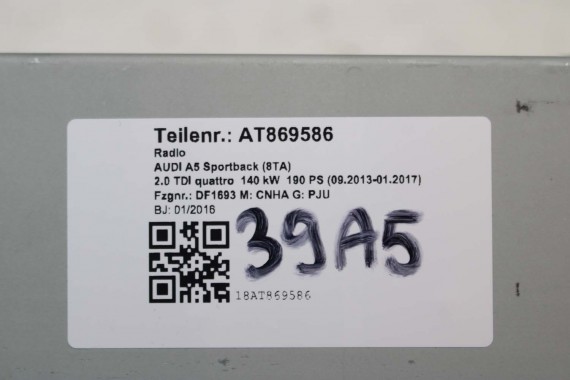 Teilenr.: AT869586
Radio
AUDI A5 Sportback (8TA)
2.0 TDI quattro 140 kW 190 PS (09.2013-01.2017)
Fzgnr.: DF1693 M: CNHA G: PJU
BJ: 01/2016
39A5
18AT869586